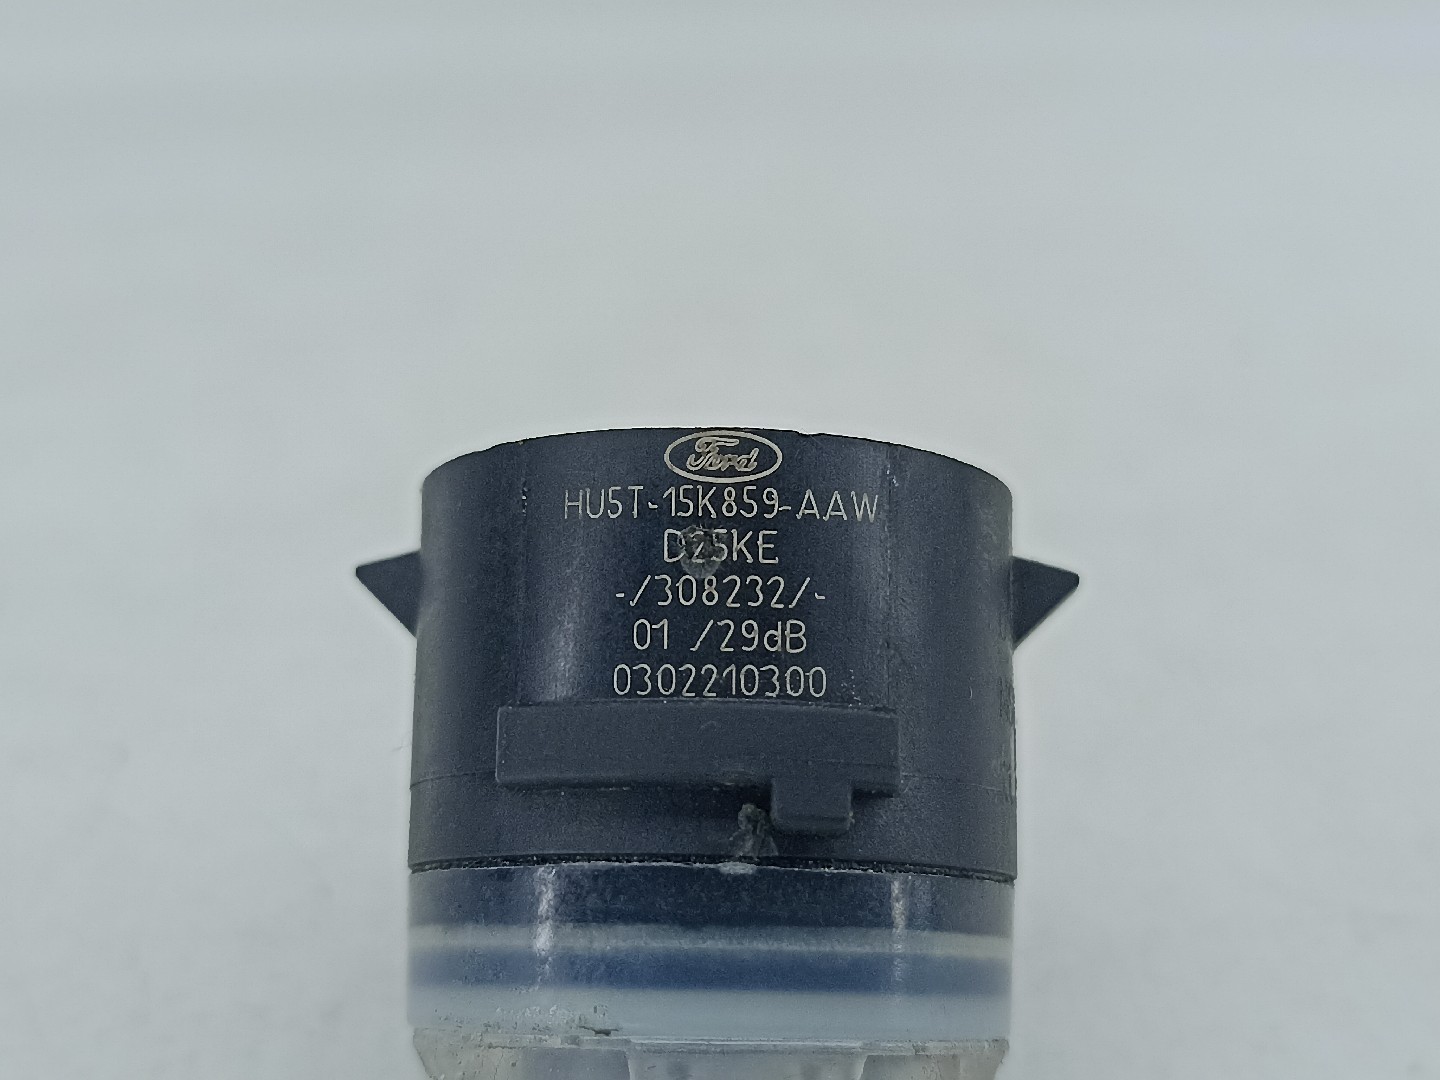 Ford
HU5T-15K859-AAW
D25KE
-/308232/-
01 /29dB
0302210300